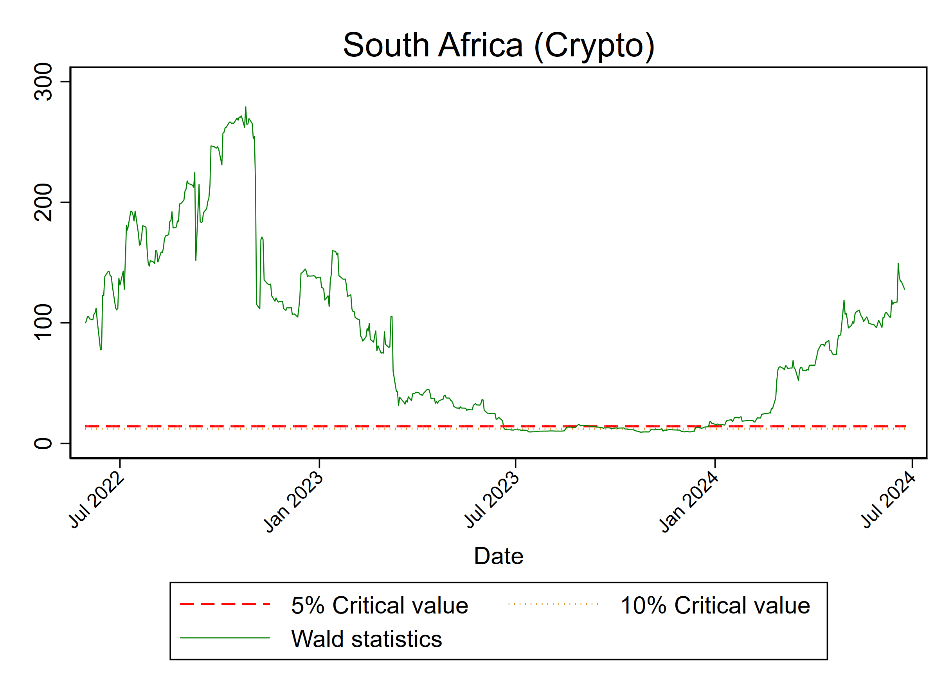 South Africa (Crypto)
300
200
100
0
Jul 2022
Jan 2023
Jul 2023
Jan 2024
Jul 2024
Date
5% Critical value
10% Critical value
Wald statistics